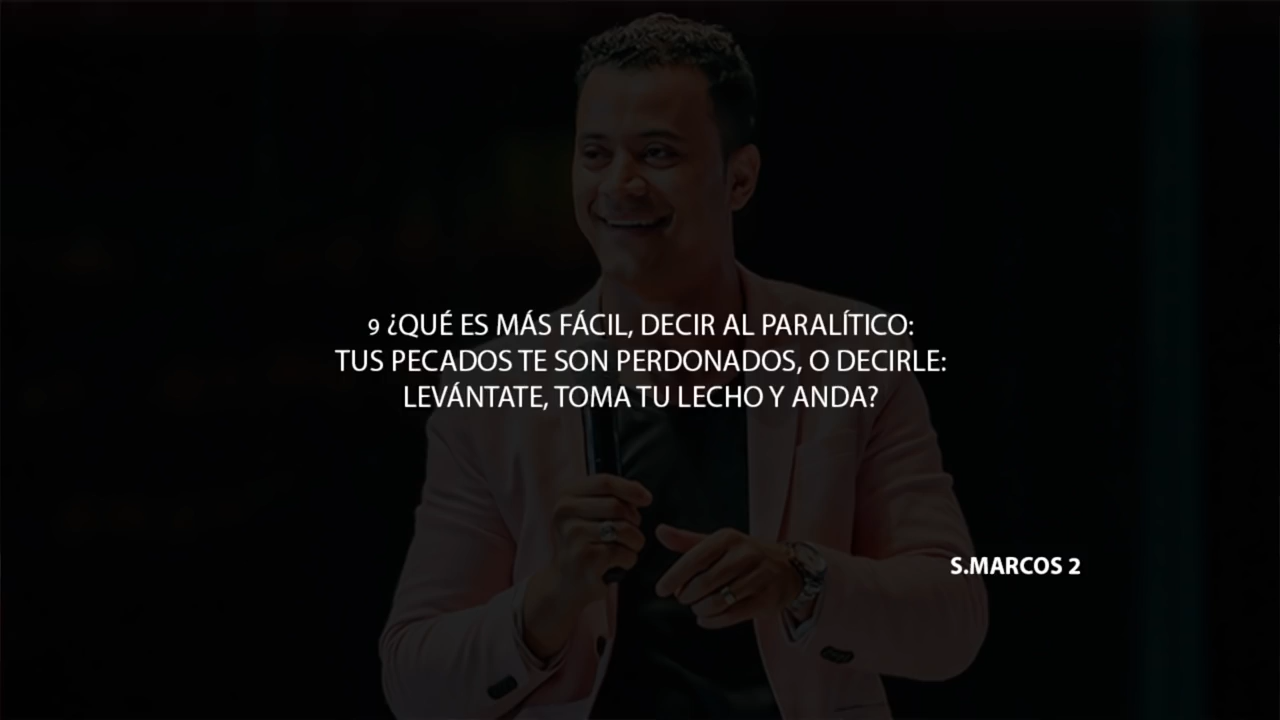 9 ¿QUÉ ES MÁS FÁCIL, DECIR AL PARALÍTICO:
TUS PECADOS TE SON PERDONADOS, O DECIRLE:
LEVÁNTATE, TOMA TU LECHO Y ANDA?
S.MARCOS 2